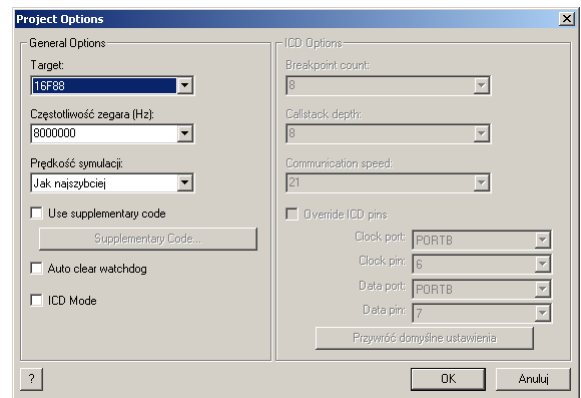 Project Options
General Options
Target:
16F88
Częstotliwość zegara (Hz):
8000000
Prędkość symulacji:
Jak najszybciej
Use supplementary code
Supplementary Code...
Auto clear watchdog
ICD Mode
ICD Options
Breakpoint count:
8
Callstack depth:
8
Communication speed:
21
Override ICD pins
Clock port: PORTB
Clock pin: 6
Data port: PORTB
Data pin: 7
Przywróć domyślne ustawienia
?
OK
Anuluj